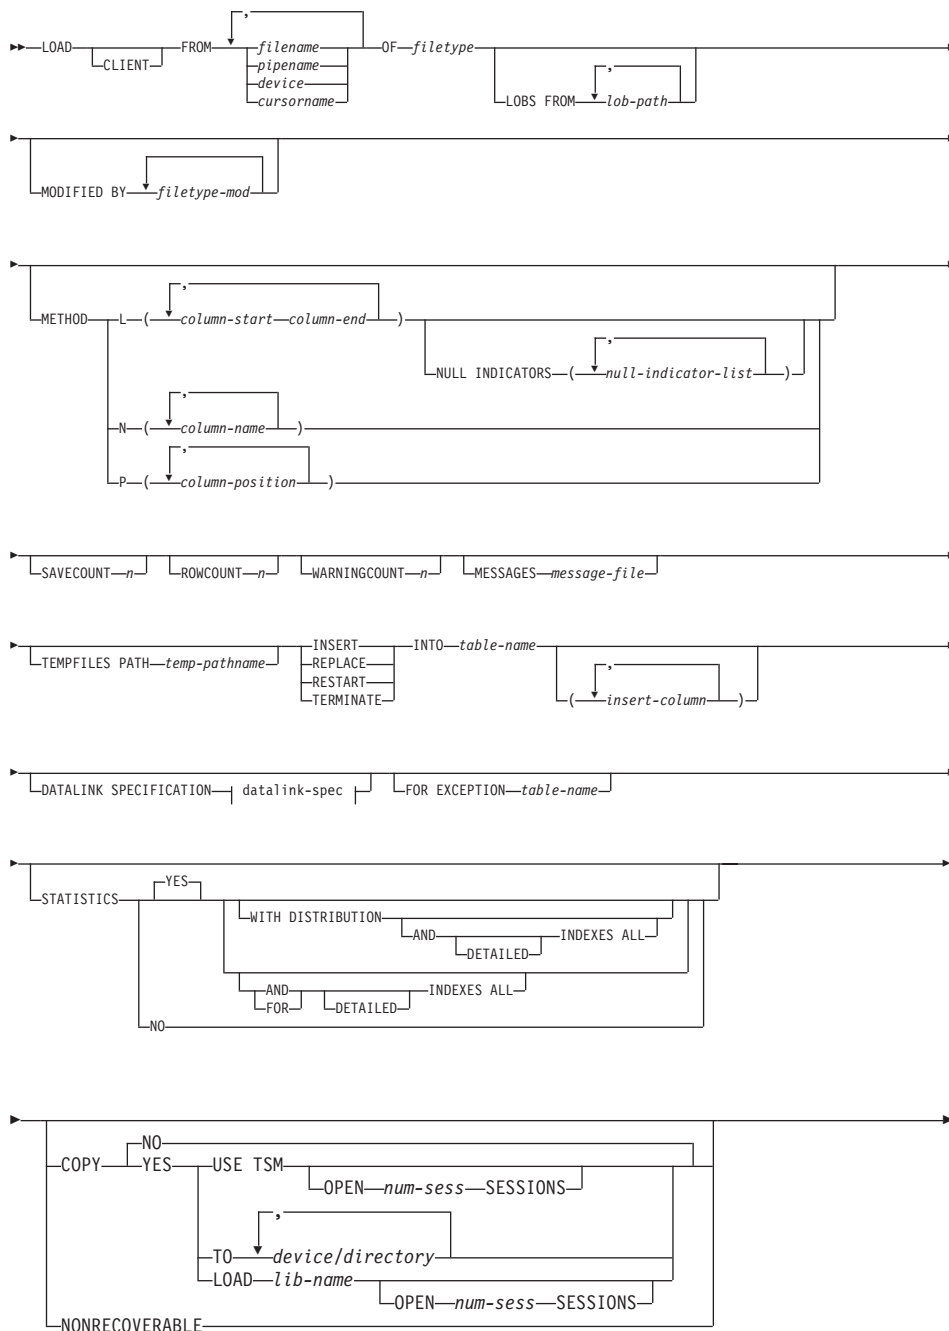 ,
LOAD FROM filename OF filetype
CLIENT pipename ,
device LOBS FROM lob-path
cursorname
MODIFIED BY filetype-mod
,
METHOD L ( column-start column-end )
,
NULL INDICATORS ( null-indicator-list )
,
N ( column-name )
,
P ( column-position )
SAVECOUNT n ROWCOUNT n WARNINGCOUNT n MESSAGES message-file
TEMPFILES PATH temp-pathname INSERT INTO table-name
REPLACE ,
RESTART ( insert-column )
TERMINATE
DATALINK SPECIFICATION datalink-spec FOR EXCEPTION table-name
YES
STATISTICS
WITH DISTRIBUTION
AND INDEXES ALL
DETAILED
AND INDEXES ALL
FOR DETAILED
NO
NO
COPY YES USE TSM
OPEN num-sess SESSIONS
,
TO device/directory
LOAD lib-name
OPEN num-sess SESSIONS
NONRECOVERABLE